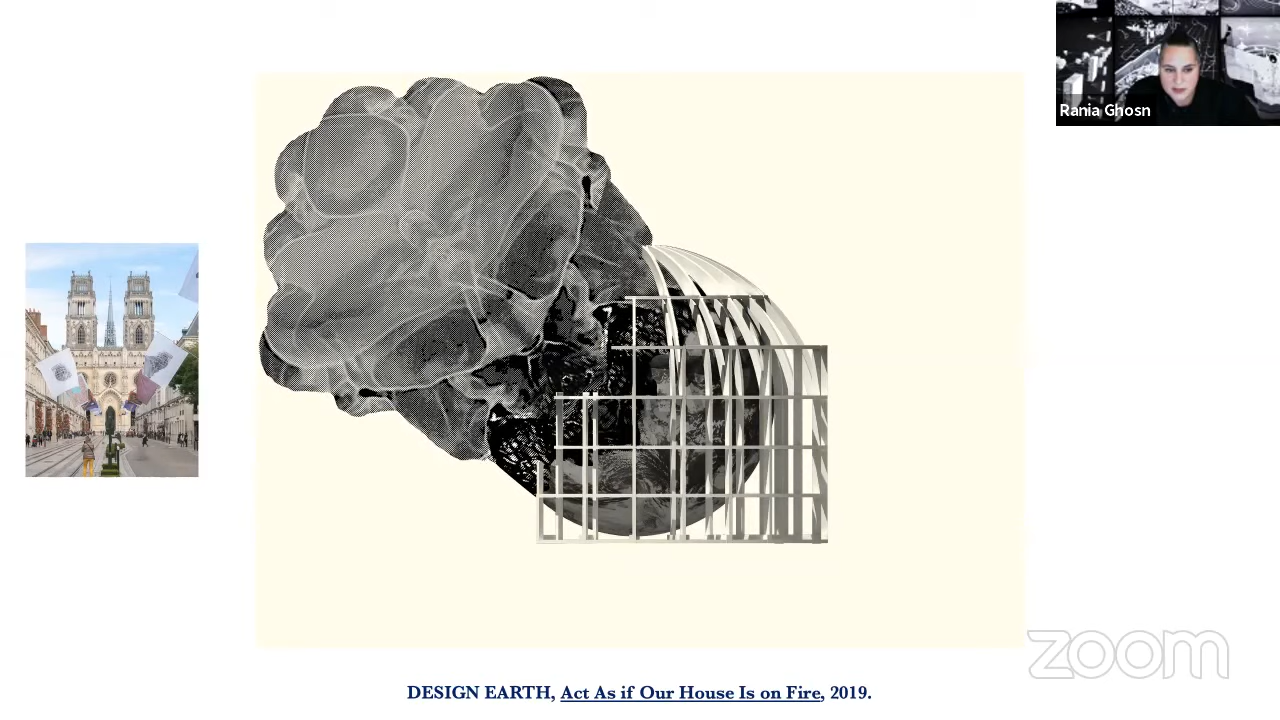 Rania Ghosn
zoom
DESIGN EARTH, Act As if Our House Is on Fire, 2019.